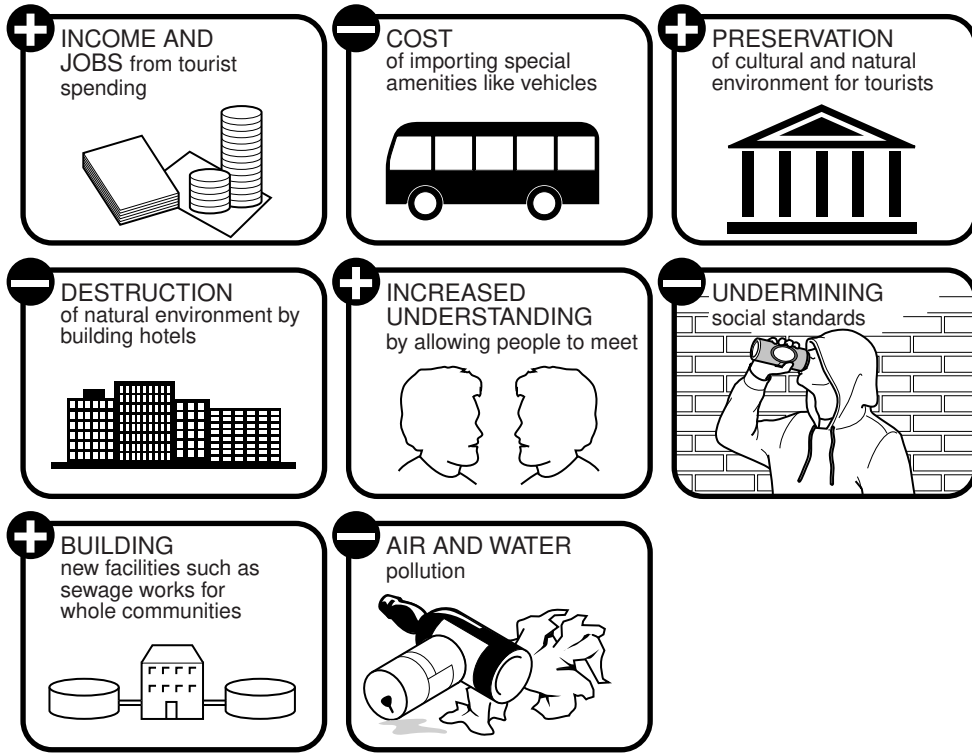 INCOME AND
JOBS from tourist
spending
COST
of importing special
amenities like vehicles
PRESERVATION
of cultural and natural
environment for tourists
DESTRUCTION
of natural environment by
building hotels
INCREASED
UNDERSTANDING
by allowing people to meet
UNDERMINING
social standards
BUILDING
new facilities such as
sewage works for
whole communities
AIR AND WATER
pollution